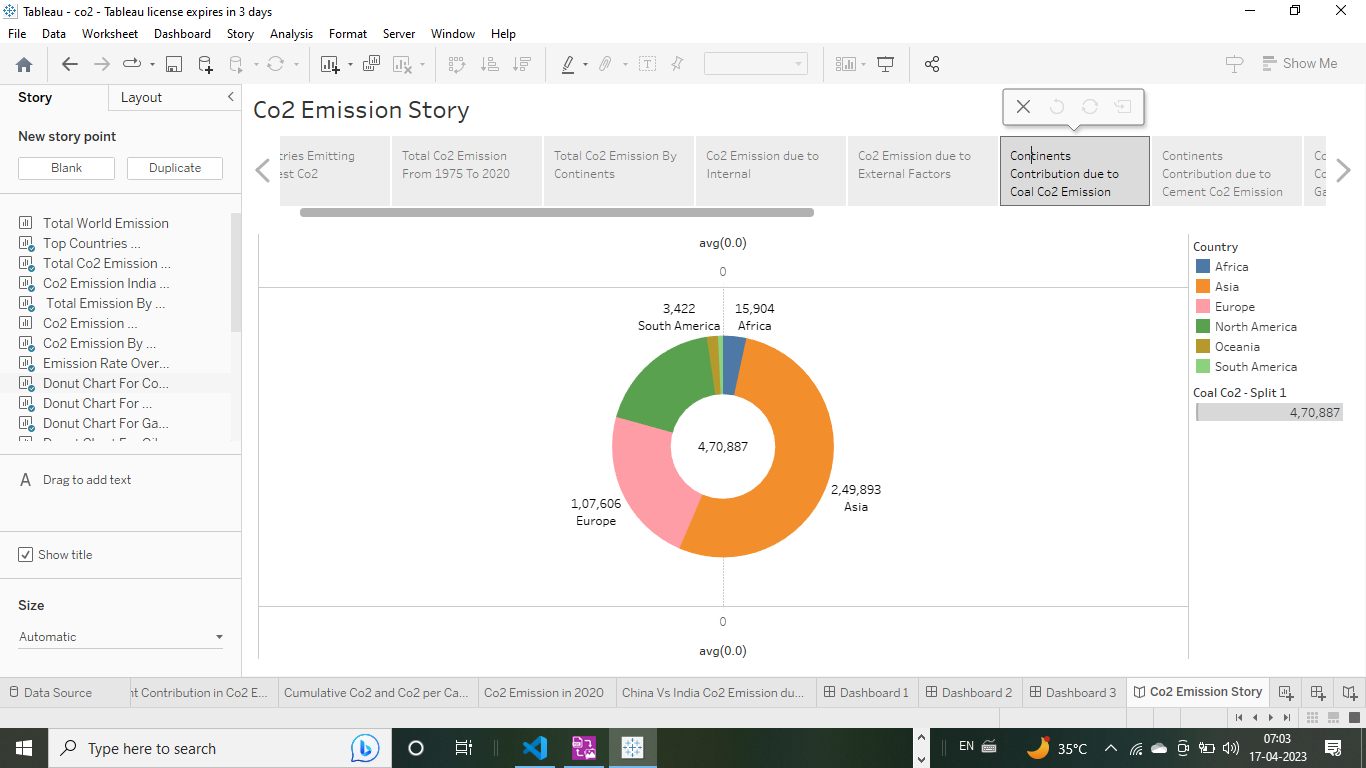 Tableau - co2 - Tableau license expires in 3 days
File Data Worksheet Dashboard Story Analysis Format Server Window Help
Show Me
Story Layout
New story point
Blank Duplicate
Total World Emission
Top Countries ...
Total Co2 Emission ...
Co2 Emission India ...
Total Emission By ...
Co2 Emission ...
Co2 Emission By ...
Emission Rate Over...
Donut Chart For Co...
Donut Chart For ...
Donut Chart For Ga...
A Drag to add text
Show title
Size
Automatic
Co2 Emission Story
tries Emitting
est Co2
Total Co2 Emission
From 1975 To 2020
Total Co2 Emission By
Continents
Co2 Emission due to
Internal
Co2 Emission due to
External Factors
Continents
Contribution due to
Coal Co2 Emission
Continents
Contribution due to
Cement Co2 Emission
Co
Co
Ga
avg(0.0)
0
3,422
South America
15,904
Africa
4,70,887
2,49,893
Asia
1,07,606
Europe
0
avg(0.0)
Country
Africa
Asia
Europe
North America
Oceania
South America
Coal Co2 - Split 1
4,70,887
Data Source
nt Contribution in Co2 E...
Cumulative Co2 and Co2 per Ca...
Co2 Emission in 2020
China Vs India Co2 Emission du...
Dashboard 1
Dashboard 2
Dashboard 3
Co2 Emission Story
Type here to search
EN
35°C
07:03
17-04-2023